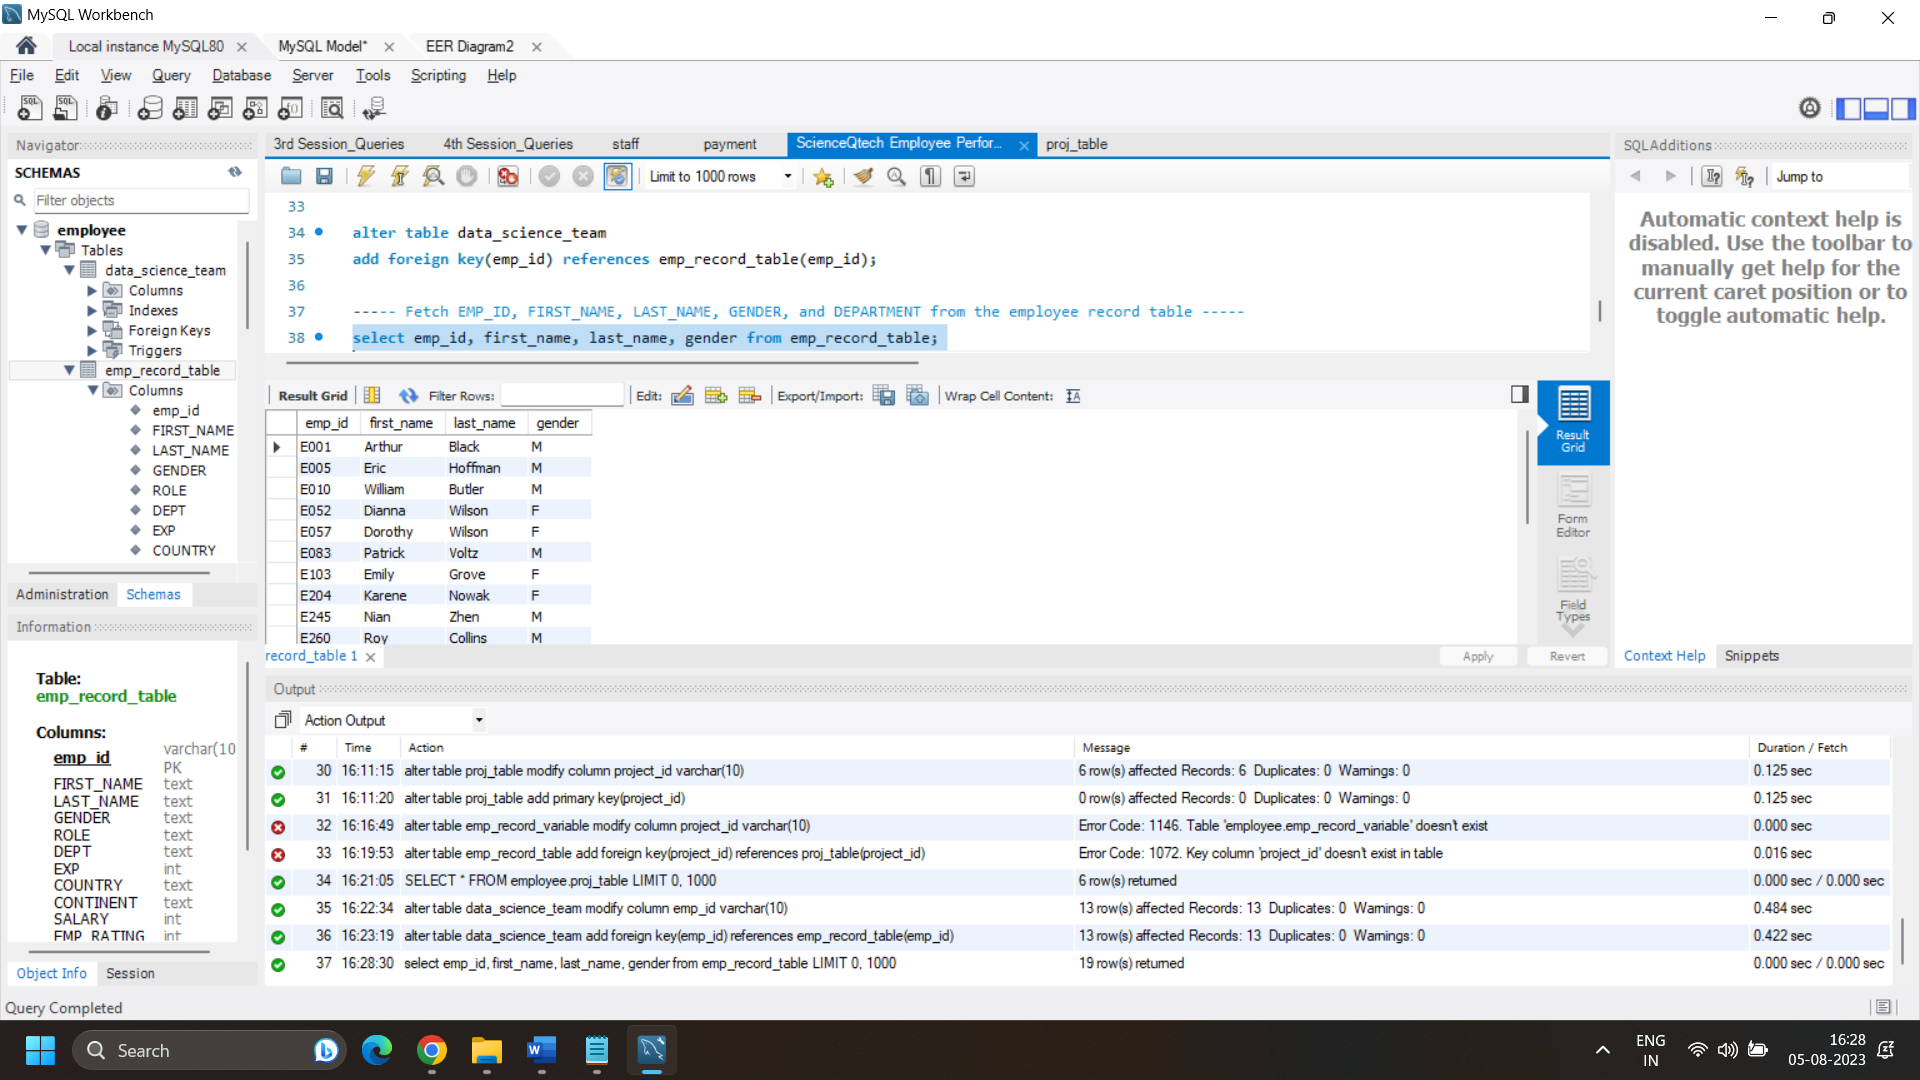 MySQL Workbench
Local instance MySQL80
MySQL Model*
EER Diagram2
File Edit View Query Database Server Tools Scripting Help
Navigator
SCHEMAS
Filter objects
employee
Tables
data_science_team
Columns
Indexes
Foreign Keys
Triggers
emp_record_table
Columns
emp_id
FIRST_NAME
LAST_NAME
GENDER
ROLE
DEPT
EXP
COUNTRY
Administration Schemas
Information
Table:
emp_record_table
Columns:
emp_id varchar(10
PK
FIRST_NAME text
LAST_NAME text
GENDER text
ROLE text
DEPT text
EXP int
COUNTRY text
CONTINENT text
SALARY int
EMP_RATING int
Object Info Session
Query Completed
3rd Session_Queries 4th Session_Queries staff payment ScienceQtech Employee Perfor... proj_table
Limit to 1000 rows
33
34 alter table data_science_team
35 add foreign key(emp_id) references emp_record_table(emp_id);
36
37 ----- Fetch EMP_ID, FIRST_NAME, LAST_NAME, GENDER, and DEPARTMENT from the employee record table -----
38 select emp_id, first_name, last_name, gender from emp_record_table;
Result Grid Filter Rows: Edit: Export/Import: Wrap Cell Content:
emp_id first_name last_name gender
E001 Arthur Black M
E005 Eric Hoffman M
E010 William Butler M
E052 Dianna Wilson F
E057 Dorothy Wilson F
E083 Patrick Voltz M
E103 Emily Grove F
E204 Karene Nowak F
E245 Nian Zhen M
E260 Roy Collins M
Result
Grid
Form
Editor
Field
Types
record_table 1
Apply Revert
Output
Action Output
# Time Action Message Duration / Fetch
30 16:11:15 alter table proj_table modify column project_id varchar(10) 6 row(s) affected Records: 6 Duplicates: 0 Warnings: 0 0.125 sec
31 16:11:20 alter table proj_table add primary key(project_id) 0 row(s) affected Records: 0 Duplicates: 0 Warnings: 0 0.125 sec
32 16:16:49 alter table emp_record_variable modify column project_id varchar(10) Error Code: 1146. Table 'employee.emp_record_variable' doesn't exist 0.000 sec
33 16:19:53 alter table emp_record_table add foreign key(project_id) references proj_table(project_id) Error Code: 1072. Key column 'project_id' doesn't exist in table 0.016 sec
34 16:21:05 SELECT * FROM employee.proj_table LIMIT 0, 1000 6 row(s) returned 0.000 sec / 0.000 sec
35 16:22:34 alter table data_science_team modify column emp_id varchar(10) 13 row(s) affected Records: 13 Duplicates: 0 Warnings: 0 0.484 sec
36 16:23:19 alter table data_science_team add foreign key(emp_id) references emp_record_table(emp_id) 13 row(s) affected Records: 13 Duplicates: 0 Warnings: 0 0.422 sec
37 16:28:30 select emp_id, first_name, last_name, gender from emp_record_table LIMIT 0, 1000 19 row(s) returned 0.000 sec / 0.000 sec
SQLAdditions
Jump to
Automatic context help is
disabled. Use the toolbar to
manually get help for the
current caret position or to
toggle automatic help.
Context Help Snippets
Search
ENG
IN
16:28
05-08-2023